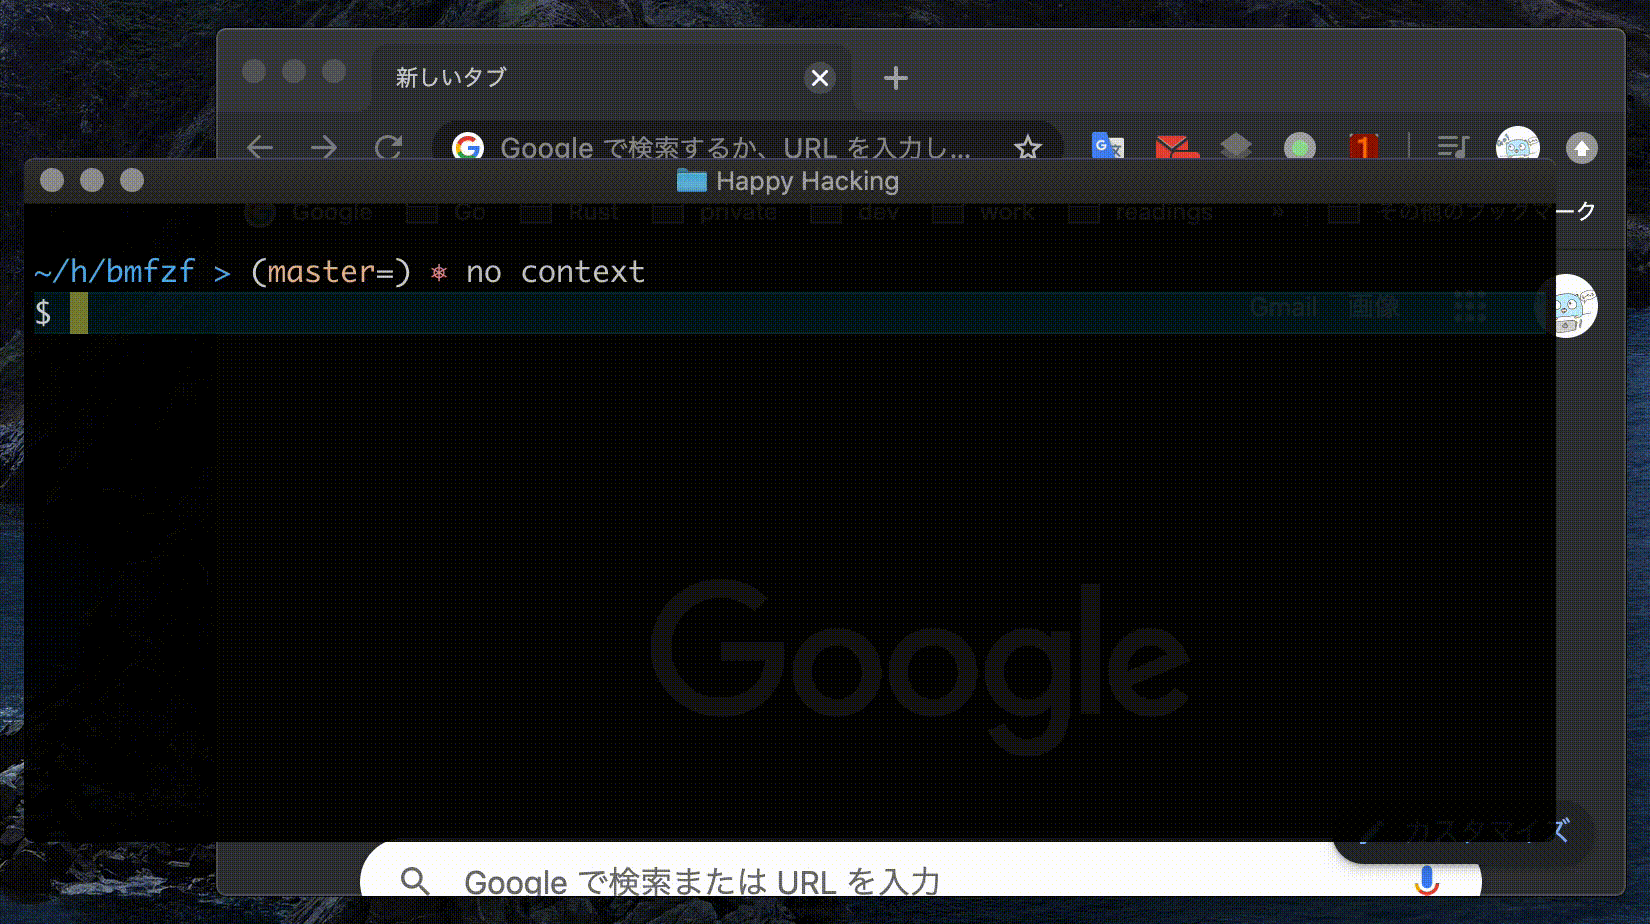 新しいタブ
Google で検索するか、URL を入力し...
1
Happy Hacking
Google Go Rust private dev work readings » その他のブックマーク
~/h/bmfzf > (master=) ⎈ no context
$
Gmail 画像
Google
カスタマイズ
Google で検索または URL を入力